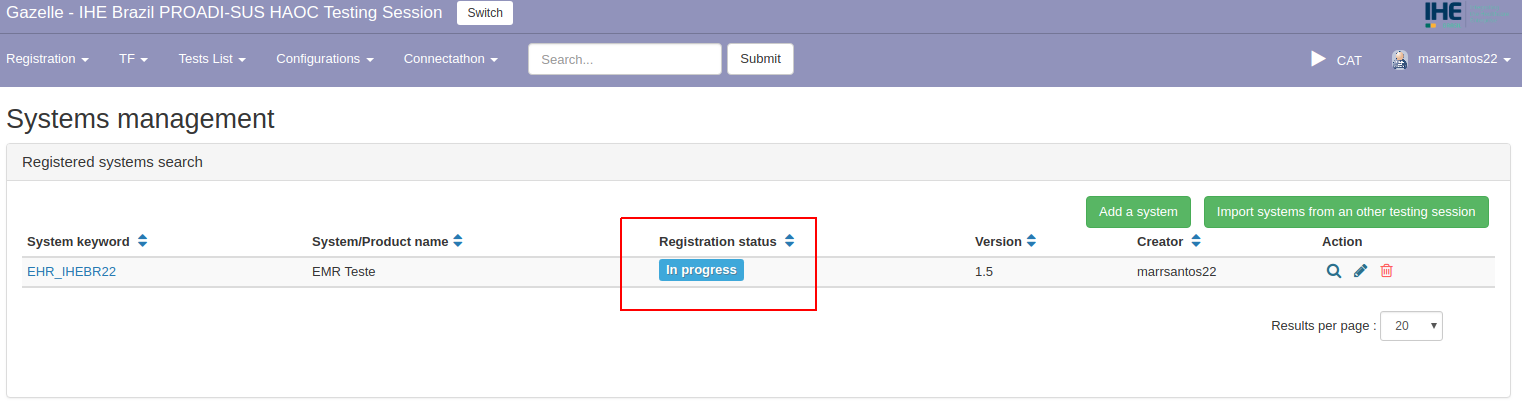 Gazelle - IHE Brazil PROADI-SUS HAOC Testing Session Switch IHE
Registration TF Tests List Configurations Connectathon Search... Submit CAT marrsantos22
Systems management
Registered systems search
Add a system Import systems from an other testing session
System keyword System/Product name Registration status Version Creator Action
EHR_IHEBR22 EMR Teste In progress 1.5 marrsantos22
Results per page : 20